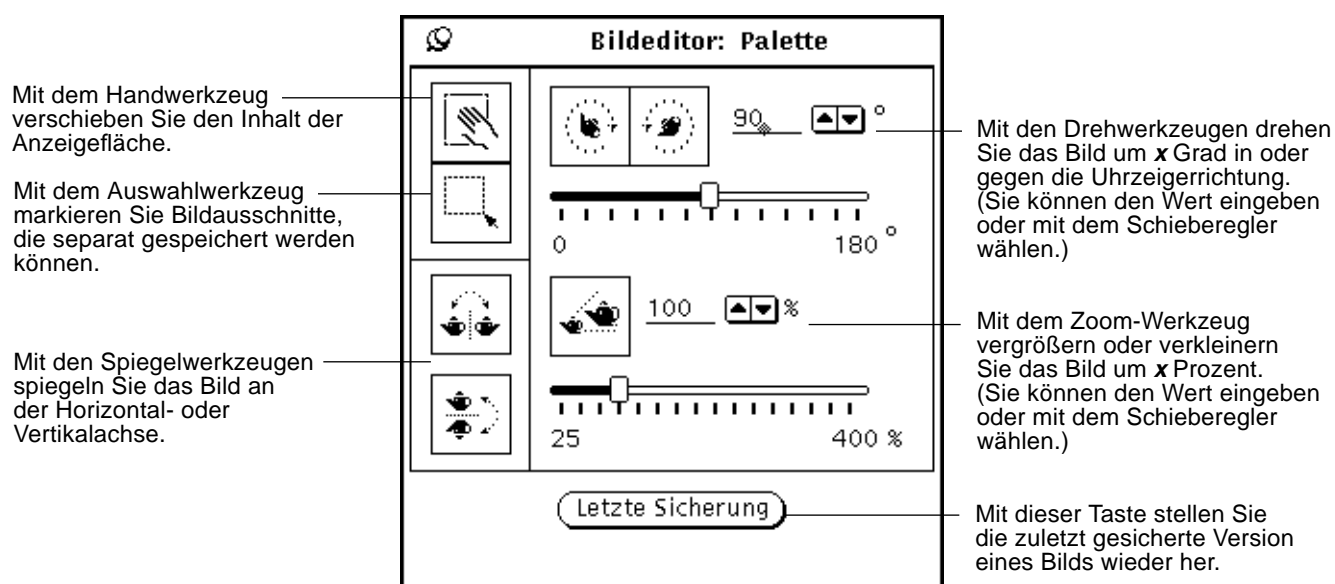 Bildeditor: Palette
Mit dem Handwerkzeug
verschieben Sie den Inhalt der
Anzeigefläche.
Mit dem Auswahlwerkzeug
markieren Sie Bildausschnitte,
die separat gespeichert werden
können.
Mit den Spiegelwerkzeugen
spiegeln Sie das Bild an
der Horizontal- oder
Vertikalachse.
90 °
0 180 °
100 %
25 400 %
Letzte Sicherung
Mit den Drehwerkzeugen drehen
Sie das Bild um x Grad in oder
gegen die Uhrzeigerrichtung.
(Sie können den Wert eingeben
oder mit dem Schieberegler
wählen.)
Mit dem Zoom-Werkzeug
vergrößern oder verkleinern
Sie das Bild um x Prozent.
(Sie können den Wert eingeben
oder mit dem Schieberegler
wählen.)
Mit dieser Taste stellen Sie
die zuletzt gesicherte Version
eines Bilds wieder her.